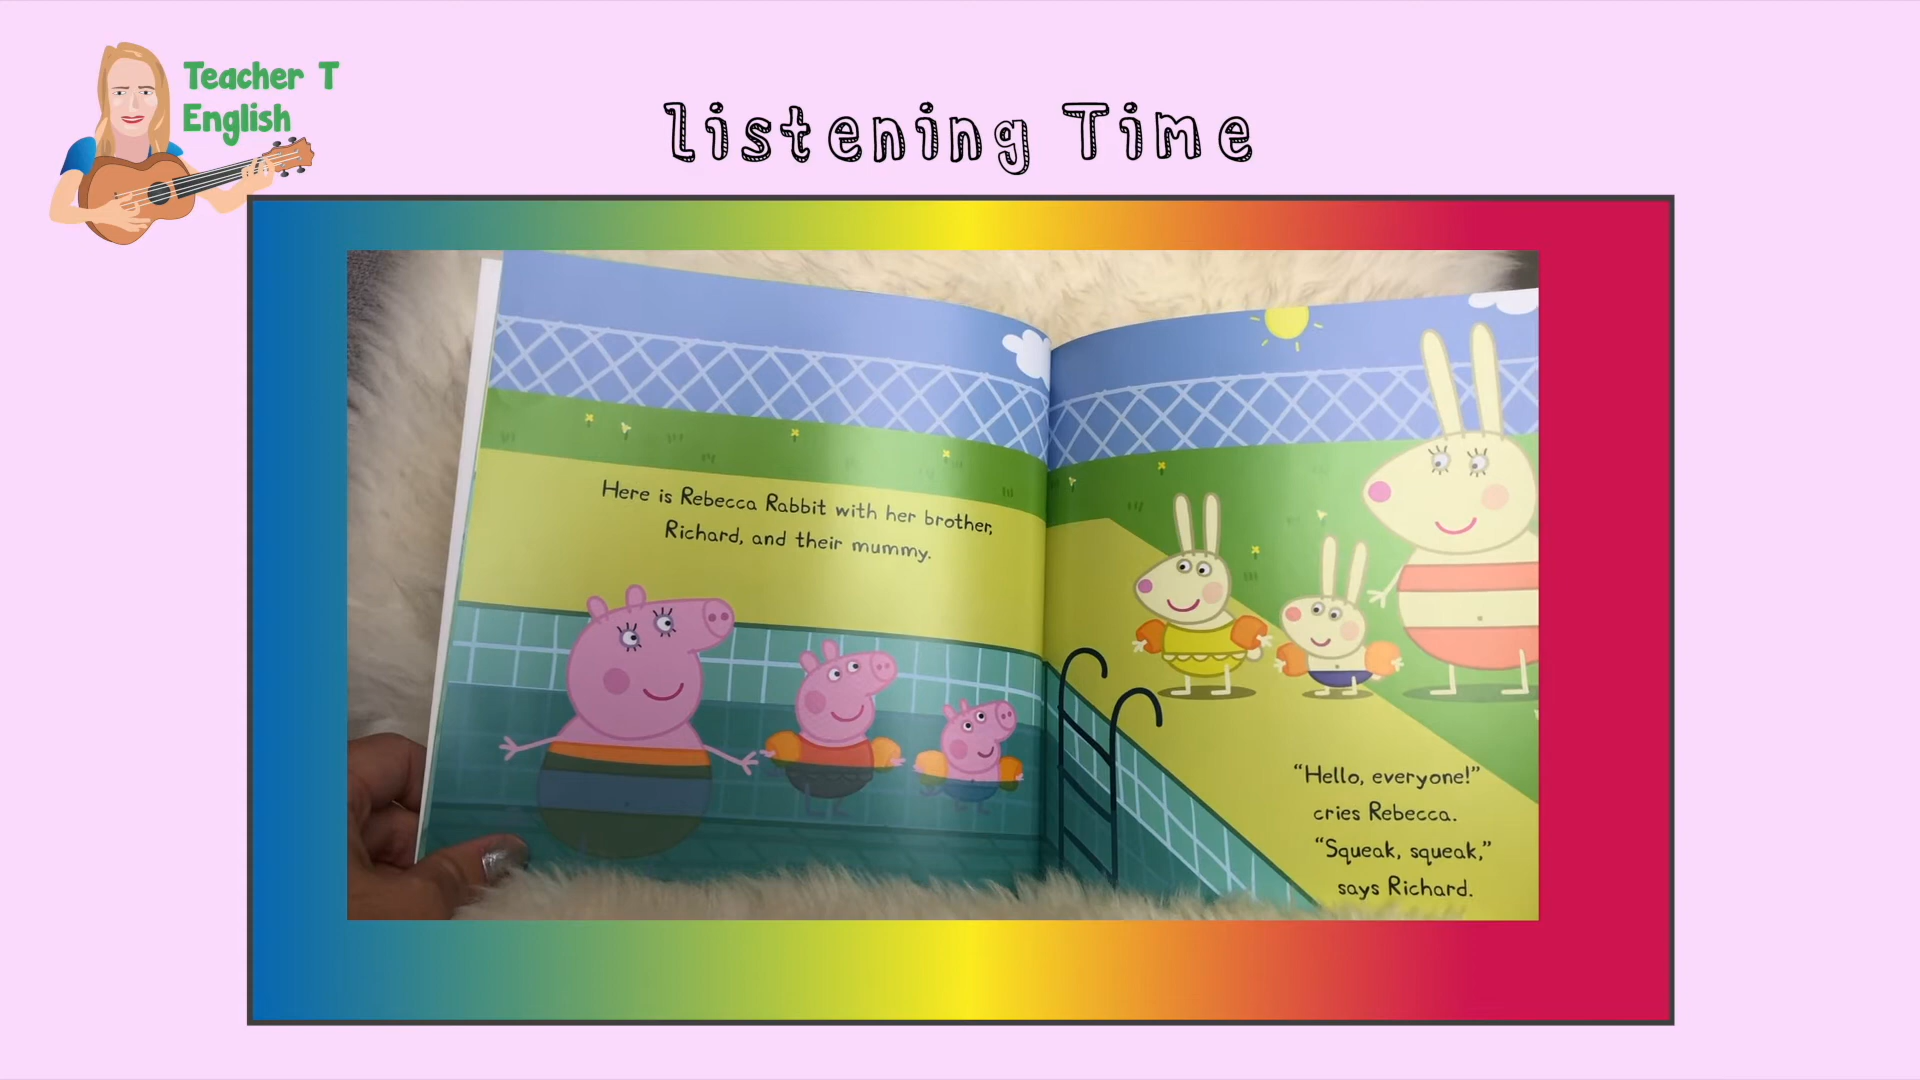 Teacher T
English
Listening Time
Here is Rebecca Rabbit with her brother,
Richard, and their mummy.
“Hello, everyone!”
cries Rebecca.
“Squeak, squeak,”
says Richard.